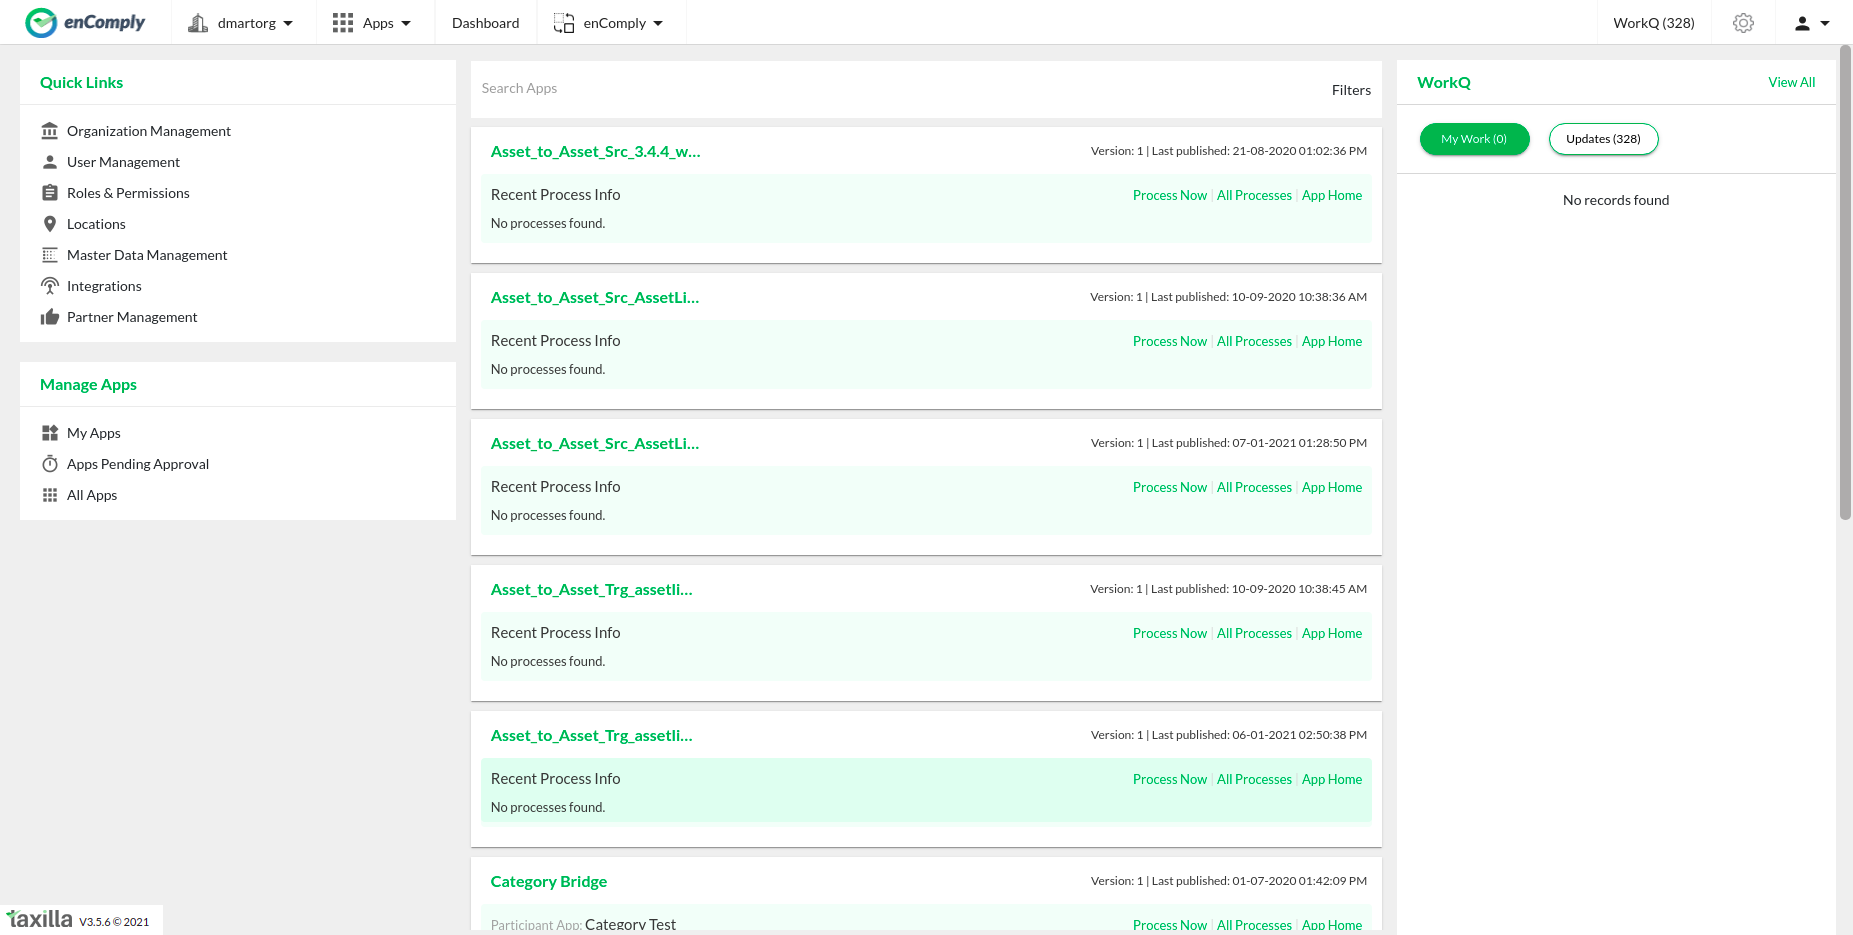 enComply dmartorg Apps Dashboard enComply WorkQ (328)
Quick Links
Organization Management
User Management
Roles & Permissions
Locations
Master Data Management
Integrations
Partner Management
Manage Apps
My Apps
Apps Pending Approval
All Apps
Search Apps Filters
Asset_to_Asset_Src_3.4.4_w... Version: 1 | Last published: 21-08-2020 01:02:36 PM
Recent Process Info Process Now | All Processes | App Home
No processes found.
Asset_to_Asset_Src_AssetLi... Version: 1 | Last published: 10-09-2020 10:38:36 AM
Recent Process Info Process Now | All Processes | App Home
No processes found.
Asset_to_Asset_Src_AssetLi... Version: 1 | Last published: 07-01-2021 01:28:50 PM
Recent Process Info Process Now | All Processes | App Home
No processes found.
Asset_to_Asset_Trg_assetli... Version: 1 | Last published: 10-09-2020 10:38:45 AM
Recent Process Info Process Now | All Processes | App Home
No processes found.
Asset_to_Asset_Trg_assetli... Version: 1 | Last published: 06-01-2021 02:50:38 PM
Recent Process Info Process Now | All Processes | App Home
No processes found.
Category Bridge Version: 1 | Last published: 01-07-2020 01:42:09 PM
Participant App: Category Test Process Now | All Processes | App Home
WorkQ View All
My Work (0) Updates (328)
No records found
taxilla V3.5.6 © 2021